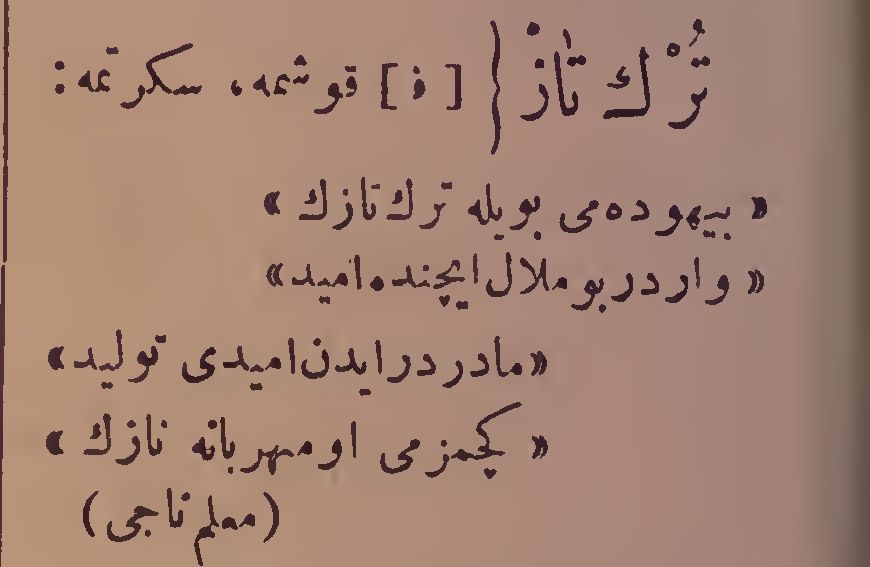 تُرْك تٰازْ { [ ف ] قوشمه، سکرتمه :
« بیهوده‌می بویله ترك تازك »
« واردر بو ملال ایچنده امید »
« مادردر ایدن امیدی تولید »
« کچمزمی او مهربانه نازك »
(معلم ناجی)